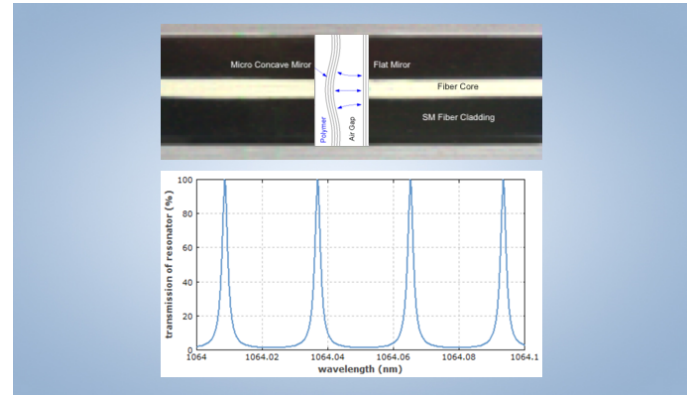 Micro Concave Miror
Flat Miror
Fiber Core
SM Fiber Cladding
Polymer
Air Gap
transmission of resonator (%)
100
80
60
40
20
0
1064
1064.02
1064.04
1064.06
1064.08
1064.1
wavelength (nm)